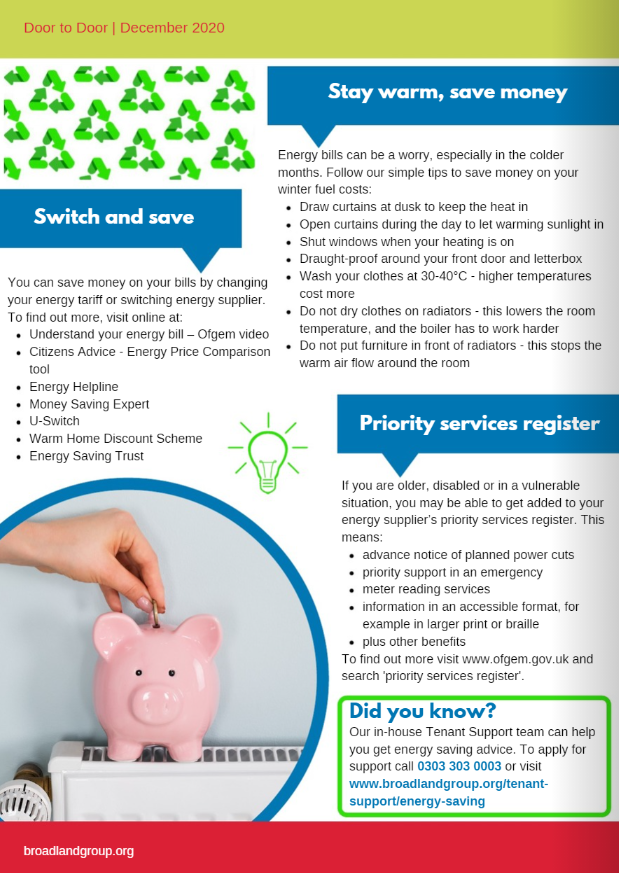 Door to Door | December 2020
Switch and save
You can save money on your bills by changing
your energy tariff or switching energy supplier.
To find out more, visit online at:
• Understand your energy bill – Ofgem video
• Citizens Advice - Energy Price Comparison
tool
• Energy Helpline
• Money Saving Expert
• U-Switch
• Warm Home Discount Scheme
• Energy Saving Trust
Stay warm, save money
Energy bills can be a worry, especially in the colder
months. Follow our simple tips to save money on your
winter fuel costs:
• Draw curtains at dusk to keep the heat in
• Open curtains during the day to let warming sunlight in
• Shut windows when your heating is on
• Draught-proof around your front door and letterbox
• Wash your clothes at 30-40°C - higher temperatures
cost more
• Do not dry clothes on radiators - this lowers the room
temperature, and the boiler has to work harder
• Do not put furniture in front of radiators - this stops the
warm air flow around the room
Priority services register
If you are older, disabled or in a vulnerable
situation, you may be able to get added to your
energy supplier's priority services register. This
means:
• advance notice of planned power cuts
• priority support in an emergency
• meter reading services
• information in an accessible format, for
example in larger print or braille
• plus other benefits
To find out more visit www.ofgem.gov.uk and
search 'priority services register'.
Did you know?
Our in-house Tenant Support team can help
you get energy saving advice. To apply for
support call 0303 303 0003 or visit
www.broadlandgroup.org/tenant-
support/energy-saving
broadlandgroup.org